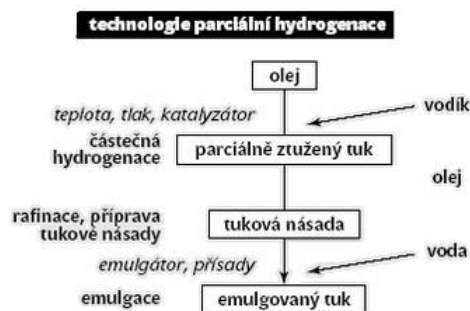 technologie parciální hydrogenace
olej
teplota, tlak, katalyzátor
vodík
částečná
hydrogenace
parciálně ztužený tuk
olej
rafinace, příprava
tukové násady
tuková násada
emulgátor, přísady
voda
emulgace
emulgovaný tuk